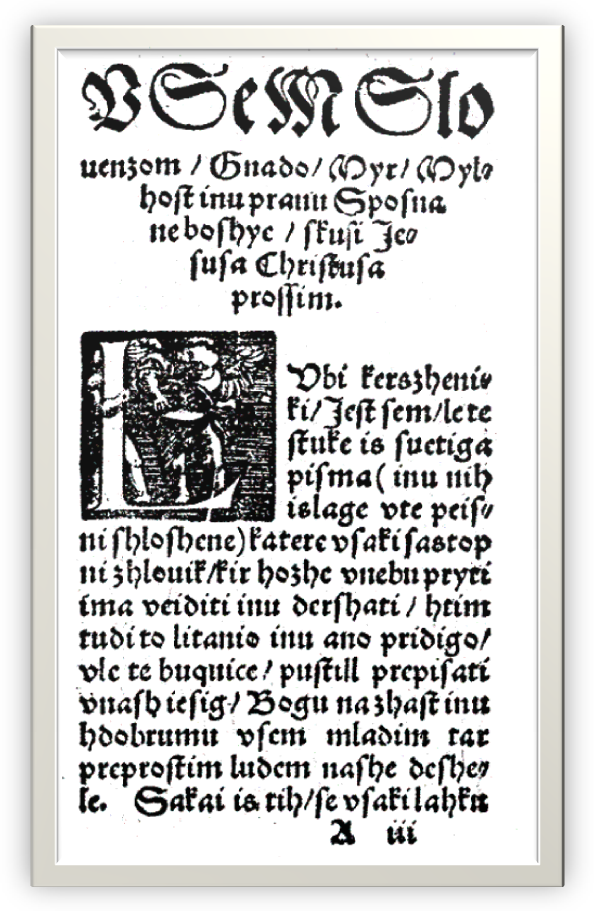 VSeM Slo
uenzom / Gnado / Myr / Myl⸗
hoſt inu prauu Spoſna
ne boſhye / ſkuſi Je⸗
ſuſa Chriſtuſa
proſſim.
LVbi kerszheni⸗
ki / Jeſt ſem / le te
ſtuke is ſuetiga
piſma ( inu nih
islage vte peiſ⸗
ni ſhloſhene) katere vſaki ſastop
ni zhlouik / kir hozhe vnebu pryti
ima veiditi inu derſhati / htim
tudi to litanio inu ano pridigo /
vle te buquice / puſtill prepiſati
vnaſh ieſig / Bogu na zhaſt inu
hdobrumu vſem mladim tar
preproſtim ludem naſhe deſhe⸗
le. Sakai is tih / ſe vſaki lahku
A iii